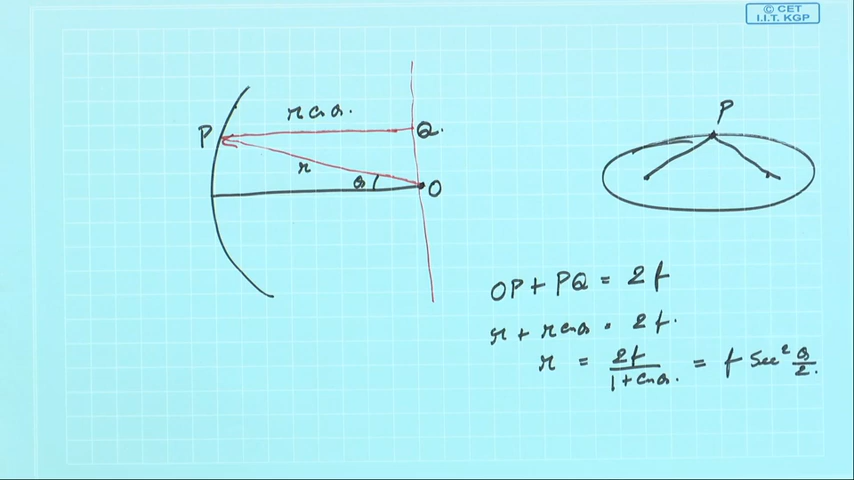 © CET
I.I.T. KGP
r cos θ.
P
Q.
r
θ
O
P
OP + PQ = 2f
r + r cos θ = 2f.
r = 2f / 1 + cos θ. = f Sec² θ/2.